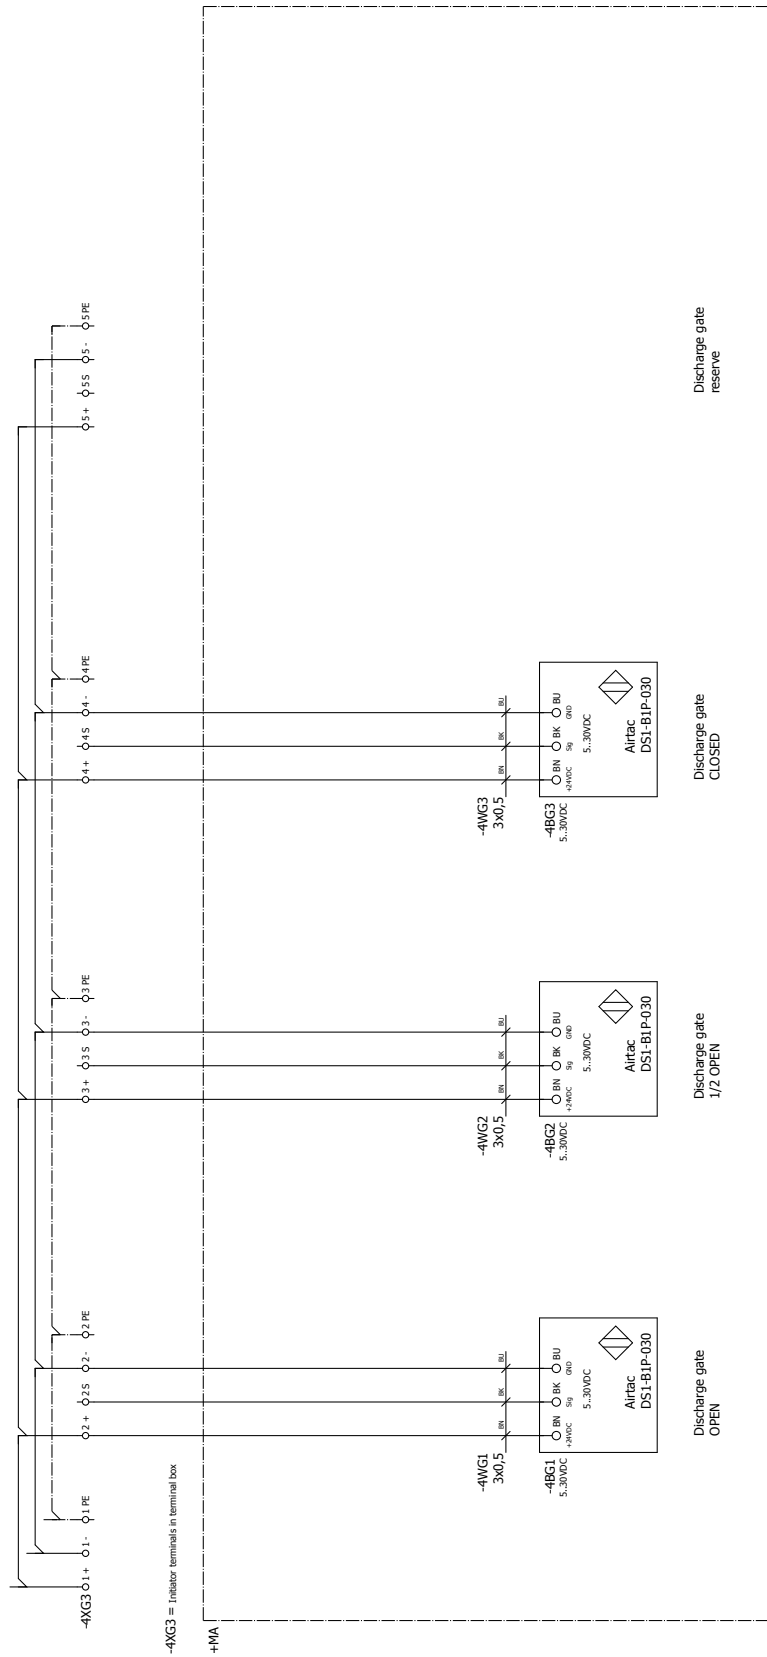 -4XG3
1 +
1 -
1 PE
2 +
2 S
2 -
2 PE
3 +
3 S
3 -
3 PE
4 +
4 S
4 -
4 PE
5 +
5 S
5 -
5 PE
-4XG3 = Initiator terminals in terminal box
+MA
-4WG1
3x0,5
BN
BK
BU
-4BG1
5..30VDC
BN
BK
BU
+24VDC
Sig
GND
5..30VDC
Airtac
DS1-B1P-030
Discharge gate
OPEN
-4WG2
3x0,5
BN
BK
BU
-4BG2
5..30VDC
BN
BK
BU
+24VDC
Sig
GND
5..30VDC
Airtac
DS1-B1P-030
Discharge gate
1/2 OPEN
-4WG3
3x0,5
BN
BK
BU
-4BG3
5..30VDC
BN
BK
BU
+24VDC
Sig
GND
5..30VDC
Airtac
DS1-B1P-030
Discharge gate
CLOSED
Discharge gate
reserve